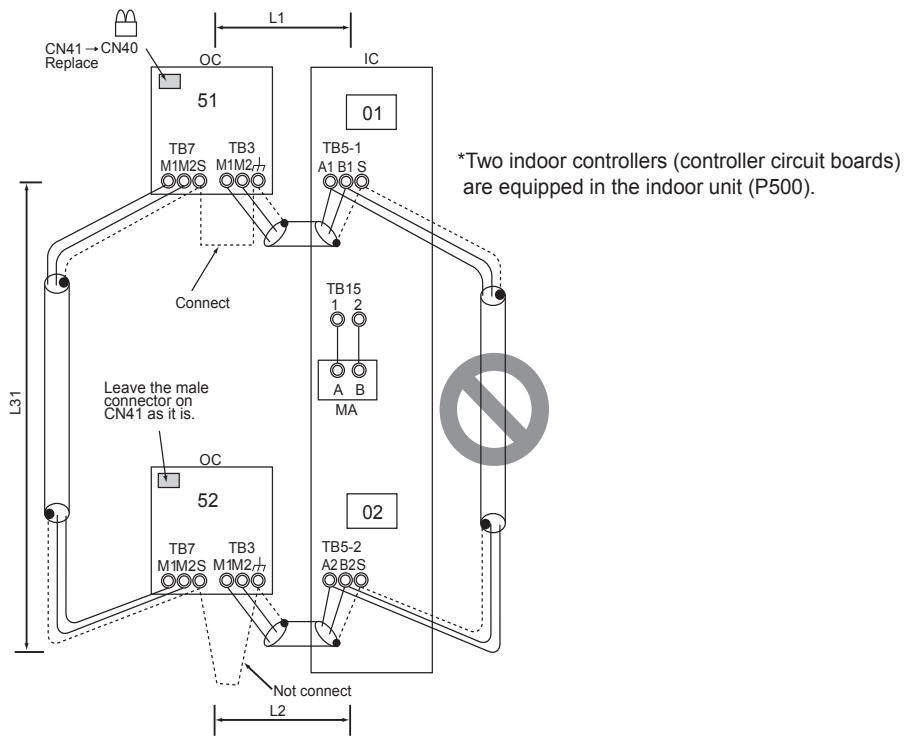 L1
CN41→CN40
Replace
OC
IC
51
01
TB7
TB3
TB5-1
M1M2S
M1M2
A1 B1 S
*Two indoor controllers (controller circuit boards)
are equipped in the indoor unit (P500).
Connect
TB15
1 2
A B
MA
L31
Leave the male
connector on
CN41 as it is.
OC
52
02
TB7
TB3
TB5-2
M1M2S
M1M2
A2 B2S
Not connect
L2